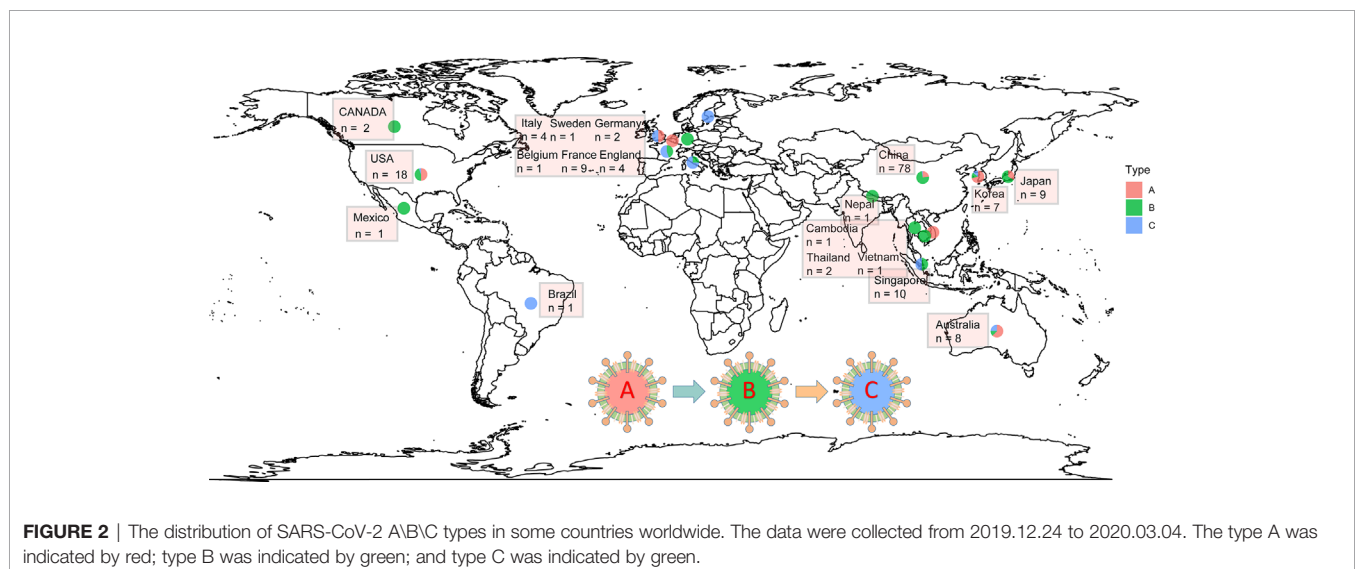 CANADA
n = 2
USA
n = 18
Mexico
n = 1
Brazil
n = 1
Italy Sweden Germany
n = 4 n = 1 n = 2
Belgium France England
n = 1 n = 9 n = 4
China
n = 78
Korea
n = 7
Japan
n = 9
Nepal
n = 1
Cambodia
n = 1
Thailand Vietnam
n = 2 n = 1
Singapore
n = 10
Australia
n = 8
Type
A
B
C
A B C
FIGURE 2 | The distribution of SARS-CoV-2 A\B\C types in some countries worldwide. The data were collected from 2019.12.24 to 2020.03.04. The type A was
indicated by red; type B was indicated by green; and type C was indicated by green.